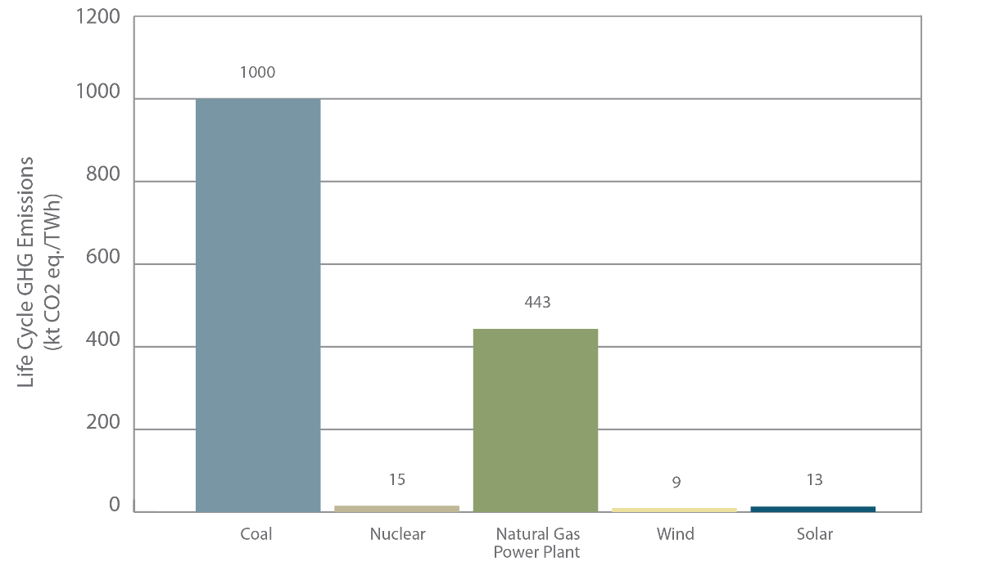 1200
1000
800
600
400
200
0
Life Cycle GHG Emissions
(kt CO2 eq./TWh)
1000
15
443
9
13
Coal
Nuclear
Natural Gas
Power Plant
Wind
Solar